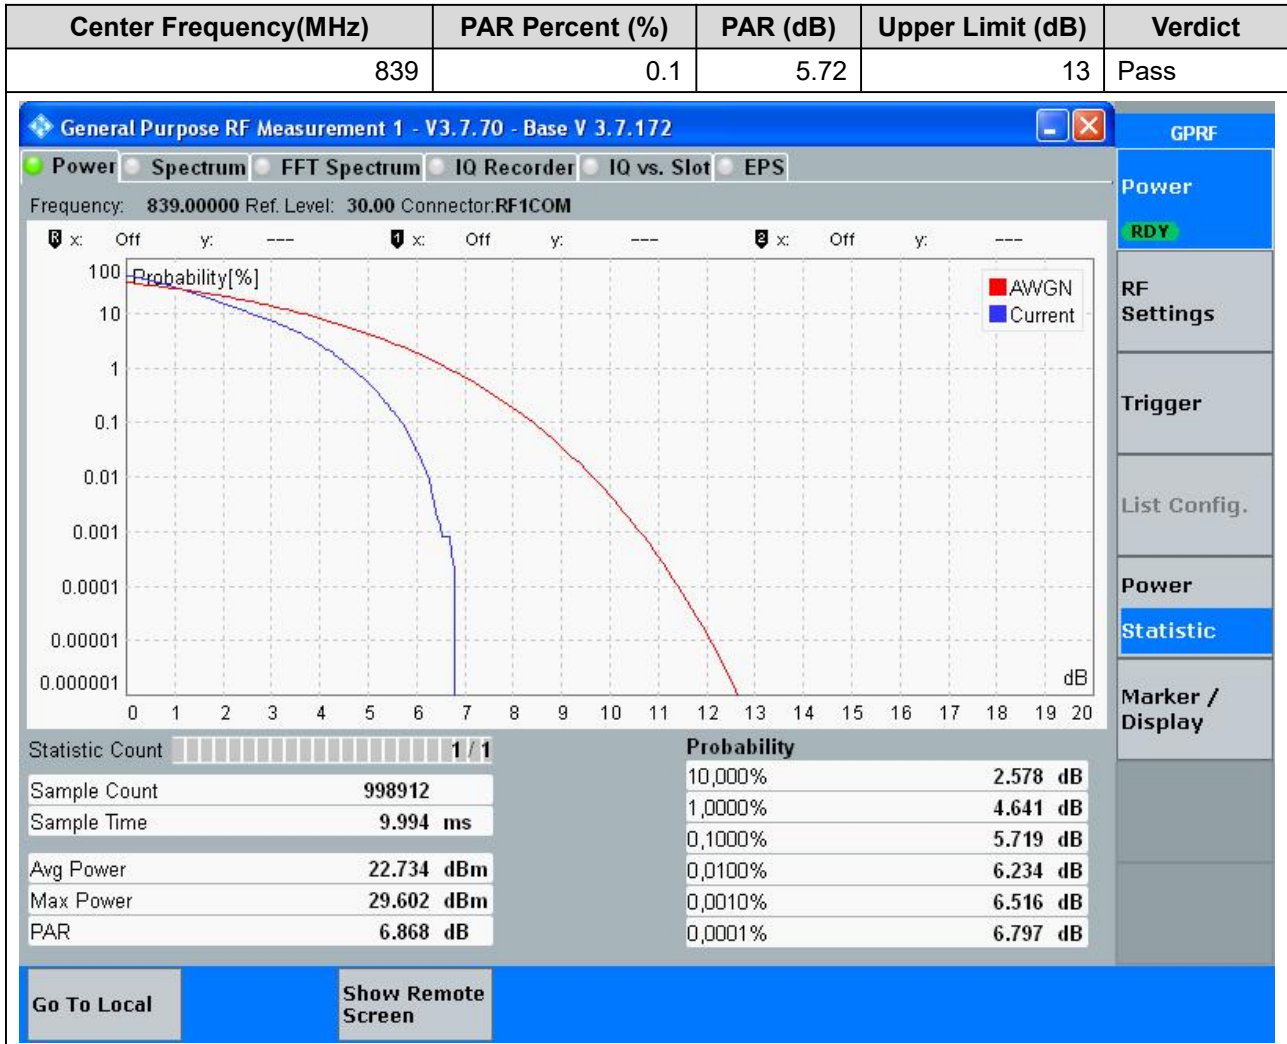 Center Frequency(MHz) PAR Percent (%) PAR (dB) Upper Limit (dB) Verdict
839 0.1 5.72 13 Pass
General Purpose RF Measurement 1 - V3.7.70 - Base V 3.7.172
GPRF
Power Spectrum FFT Spectrum IQ Recorder IQ vs. Slot EPS
Frequency: 839.00000 Ref. Level: 30.00 Connector:RF1COM
R x: Off y: --- 1 x: Off y: --- 2 x: Off y: ---
Probability[%]
100
10
1
0.1
0.01
0.001
0.0001
0.00001
0.000001
AWGN
Current
dB
0 1 2 3 4 5 6 7 8 9 10 11 12 13 14 15 16 17 18 19 20
Power
RDY
RF
Settings
Trigger
List Config.
Power
Statistic
Marker /
Display
Statistic Count 1 / 1
Sample Count 998912
Sample Time 9.994 ms
Avg Power 22.734 dBm
Max Power 29.602 dBm
PAR 6.868 dB
Probability
10,000% 2.578 dB
1,0000% 4.641 dB
0,1000% 5.719 dB
0,0100% 6.234 dB
0,0010% 6.516 dB
0,0001% 6.797 dB
Go To Local
Show Remote
Screen